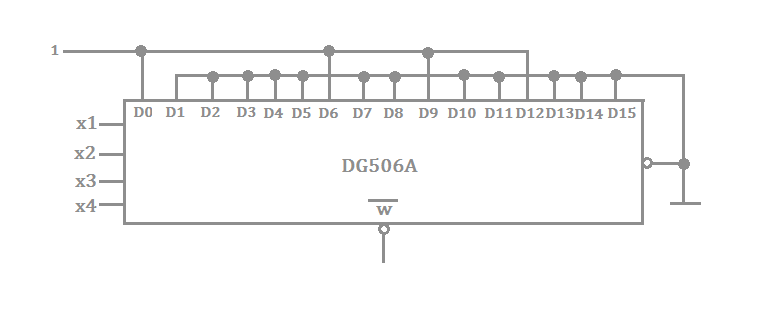 1
D0 D1 D2 D3 D4 D5 D6 D7 D8 D9 D10 D11 D12 D13 D14 D15
x1
x2
DG506A
x3
x4
w